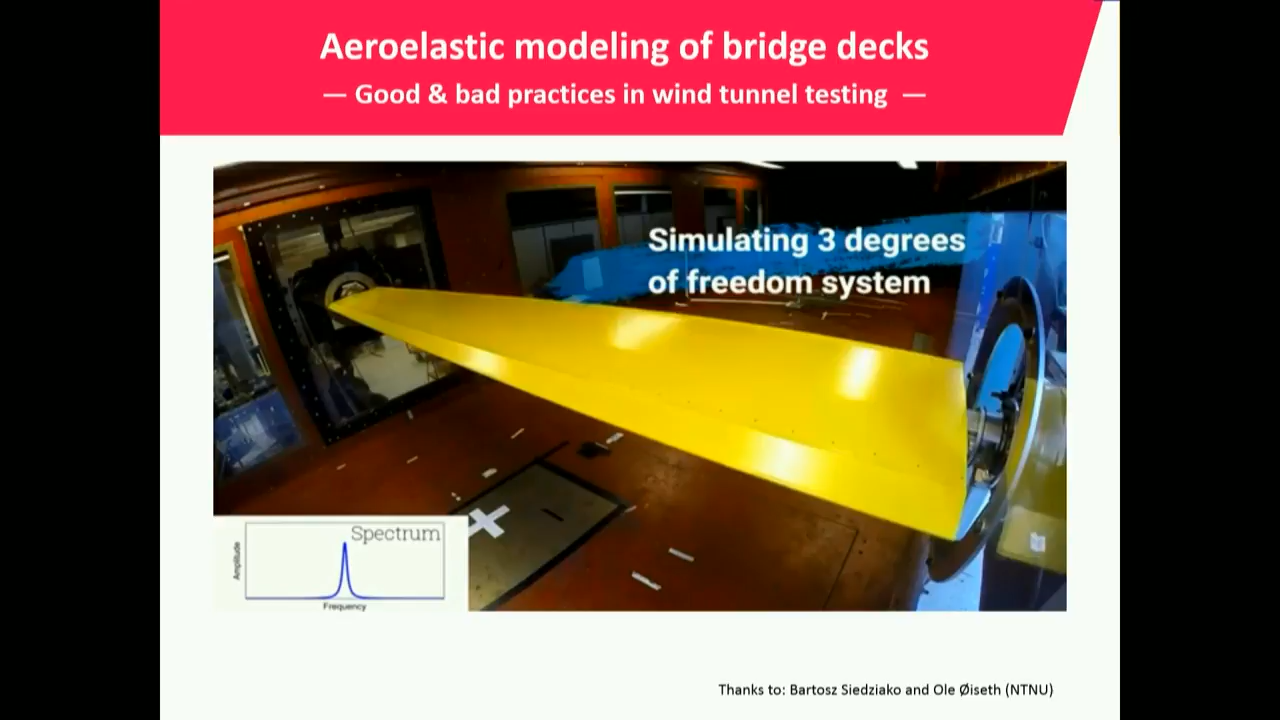 Aeroelastic modeling of bridge decks
— Good & bad practices in wind tunnel testing —
Simulating 3 degrees
of freedom system
Spectrum
Amplitude
Frequency
Thanks to: Bartosz Siedziako and Ole Øiseth (NTNU)